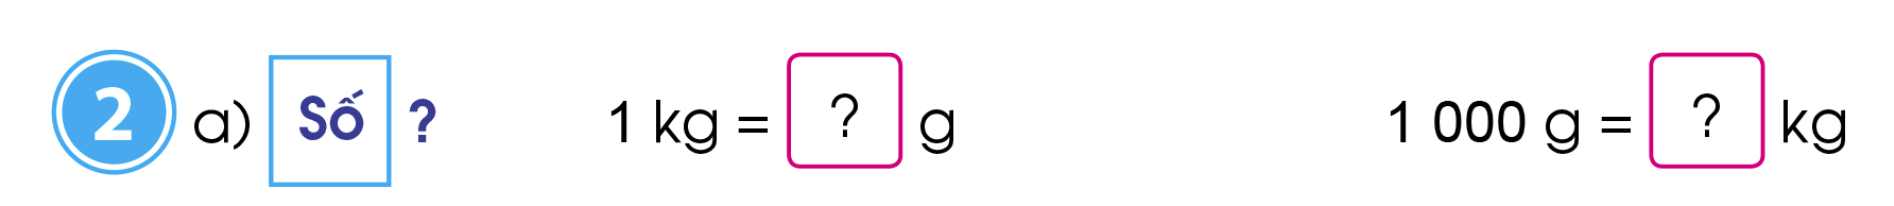 2 a) Số ? 1 kg = ? g 1 000 g = ? kg